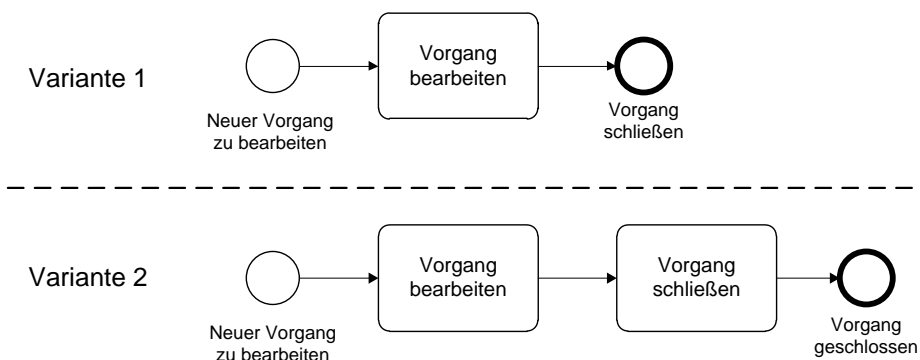 Variante 1
Vorgang
bearbeiten
Neuer Vorgang
zu bearbeiten
Vorgang
schließen
Variante 2
Vorgang
bearbeiten
Vorgang
schließen
Neuer Vorgang
zu bearbeiten
Vorgang
geschlossen